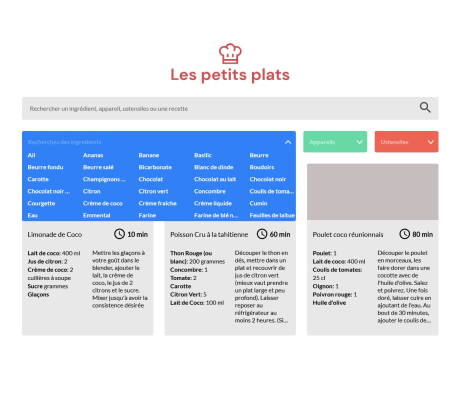 Les petits plats
Rechercher un ingrédient, appareil, ustensiles ou une recette
Recherchez des ingredients
Appareils
Ustensiles
Ail Ananas Banane Basilic Beurre
Beurre fondu Beurre salé Bicarbonate Blanc de dinde Boudoirs
Carotte Champignons ... Chocolat Chocolat au lait Chocolat noir
Chocolat noir ... Citron Citron vert Concombre Coulis de toma...
Courgette Crème de coco Crème fraiche Crème liquide Cumin
Eau Emmental Farine Farine de blé n... Feuilles de laitue
Limonade de Coco 10 min
Lait de coco: 400 ml
Jus de citron: 2
Crème de coco: 2
cuillères à soupe
Sucre grammes
Glaçons
Mettre les glaçons à
votre goût dans le
blender, ajouter le
lait, la crème de
coco, le jus de 2
citrons et le sucre.
Mixer jusqu'à avoir la
consistence désirée
Poisson Cru à la tahitienne 60 min
Thon Rouge (ou
blanc): 200 grammes
Concombre: 1
Tomate: 2
Carotte
Citron Vert: 5
Lait de Coco: 100 ml
Découper le thon en
dés, mettre dans un
plat et recouvrir de
jus de citron vert
(mieux vaut prendre
un plat large et peu
profond). Laisser
reposer au
réfrigérateur au
moins 2 heures. (Si...
Poulet coco réunionnais 80 min
Poulet: 1
Lait de coco: 400 ml
Coulis de tomates:
25 cl
Oignon: 1
Poivron rouge: 1
Huile d'olive
Découper le poulet
en morceaux, les
faire dorer dans une
cocotte avec de
l'huile d'olive. Salez
et poivrez. Une fois
doré, laisser cuire en
ajoutant de l'eau. Au
bout de 30 minutes,
ajouter le coulis de...